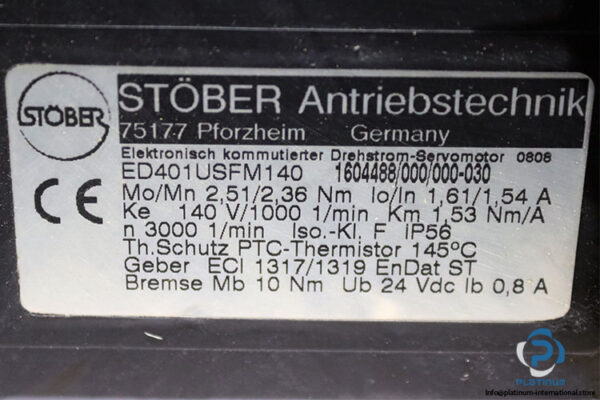 STÖBER
STÖBER Antriebstechnik
75177 Pforzheim Germany
Elektronisch kommutierter Drehstrom-Servomotor 0808
ED401USFM140 1604488/000/000-030
Mo/Mn 2,51/2,36 Nm Io/In 1,61/1,54 A
Ke 140 V/1000 1/min Km 1,53 Nm/A
n 3000 1/min Iso.-Kl. F IP56
Th.Schutz PTC-Thermistor 145°C
Geber ECI 1317/1319 EnDat ST
Bremse Mb 10 Nm Ub 24 Vdc Ib 0,8 A
CE
PLATINUM
info@platinum-international.store